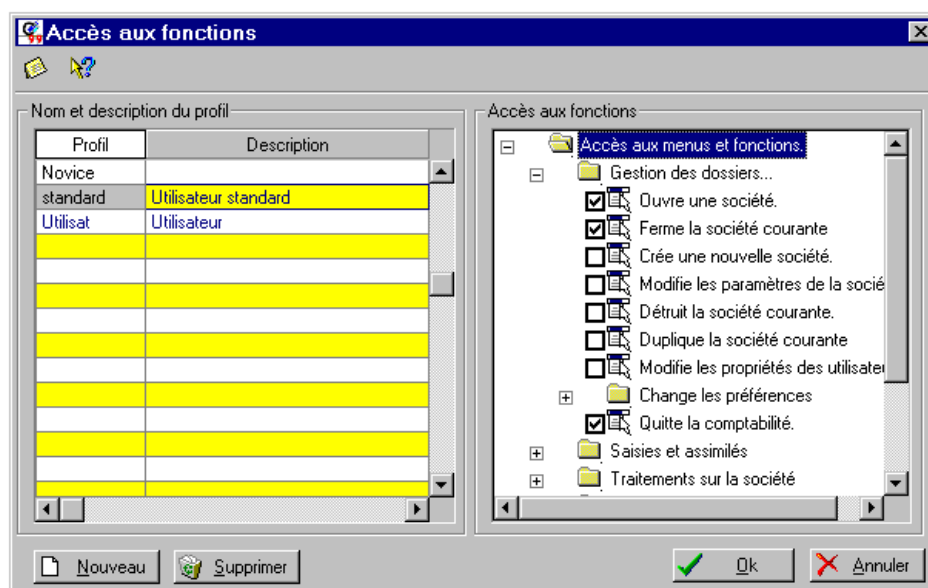 Accès aux fonctions
Nom et description du profil
Profil Description
Novice
standard Utilisateur standard
Utilisat Utilisateur
Nouveau Supprimer
Accès aux fonctions
Accès aux menus et fonctions.
Gestion des dossiers...
Ouvre une société.
Ferme la société courante
Crée une nouvelle société.
Modifie les paramètres de la socié
Détruit la société courante.
Duplique la société courante
Modifie les propriétés des utilisateu
Change les préférences
Quitte la comptabilité.
Saisies et assimilés
Traitements sur la société
Ok Annuler